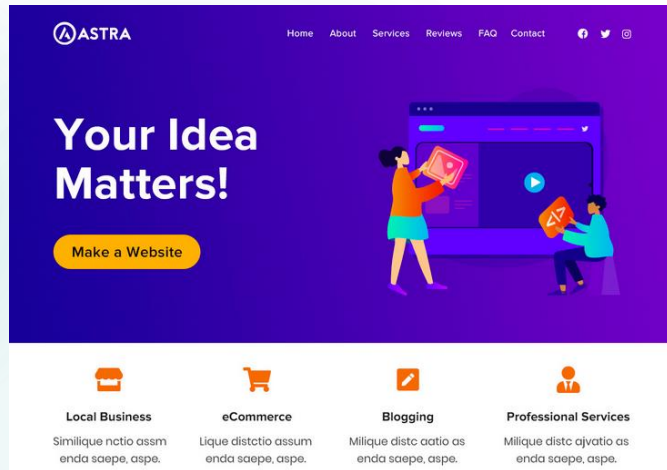 ASTRA
Home About Services Reviews FAQ Contact
Your Idea
Matters!
Make a Website
</>
Local Business
Similique nctio assm
enda saepe, aspe.
eCommerce
Lique distctio assum
enda saepe, aspe.
Blogging
Milique distc aatio as
enda saepe, aspe.
Professional Services
Milique distc ajvatio as
enda saepe, aspe.